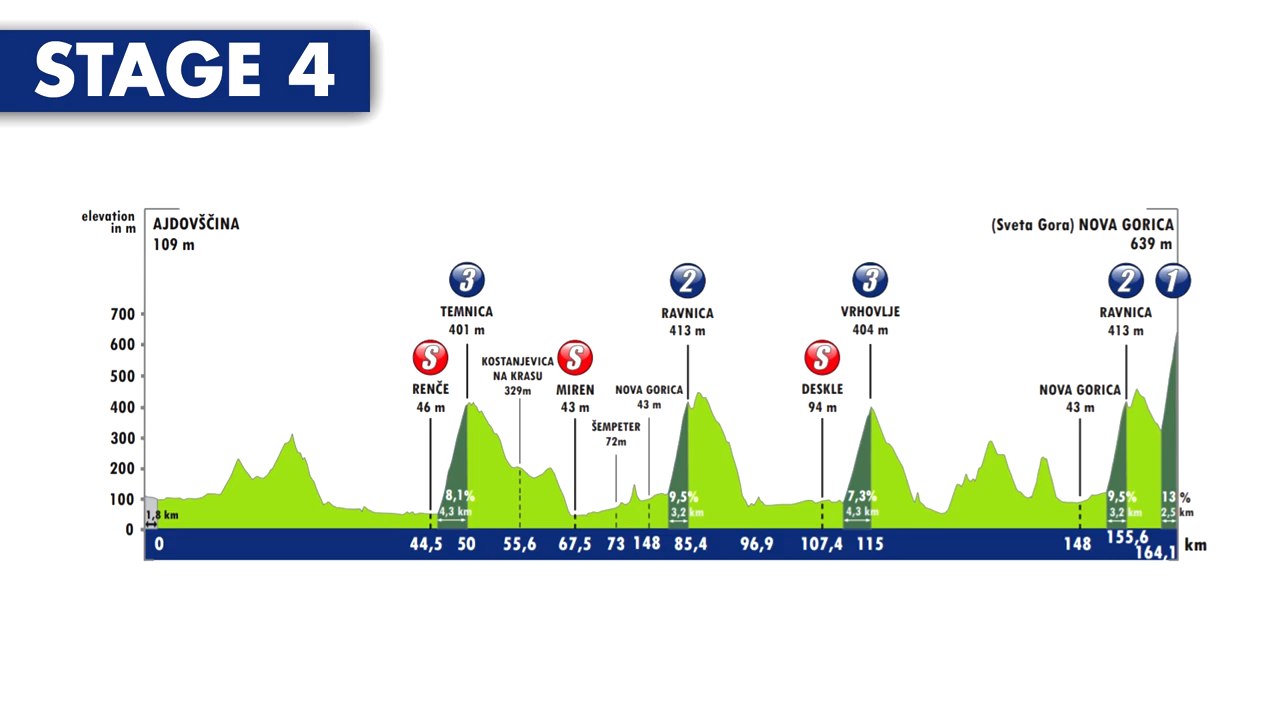 STAGE 4
elevation
in m
AJDOVŠČINA
109 m
(Sveta Gora) NOVA GORICA
639 m
3
TEMNICA
401 m
2
RAVNICA
413 m
3
VRHOVLJE
404 m
2
RAVNICA
413 m
1
S
RENČE
46 m
KOSTANJEVICA
NA KRASU
329m
S
MIREN
43 m
ŠEMPETER
72m
NOVA GORICA
43 m
S
DESKLE
94 m
NOVA GORICA
43 m
700
600
500
400
300
200
100
0
1,8 km
8,1%
4,3 km
9,5%
3,2 km
7,3%
4,3 km
9,5%
3,2 km
13 %
2,5 km
0 44,5 50 55,6 67,5 73 148 85,4 96,9 107,4 115 148 155,6 164,1 km